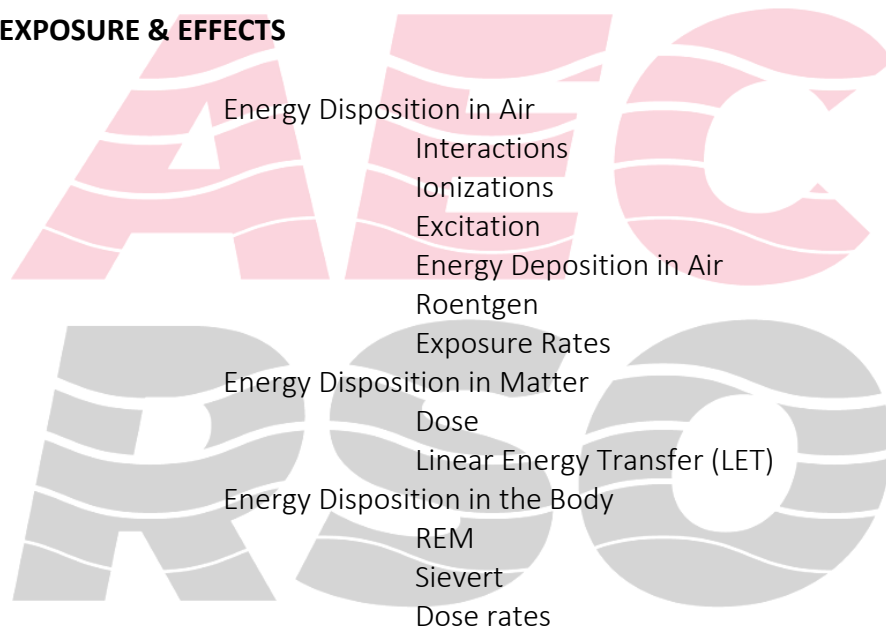 EXPOSURE & EFFECTS
Energy Disposition in Air
Interactions
Ionizations
Excitation
Energy Deposition in Air
Roentgen
Exposure Rates
Energy Disposition in Matter
Dose
Linear Energy Transfer (LET)
Energy Disposition in the Body
REM
Sievert
Dose rates
AEC
RSO